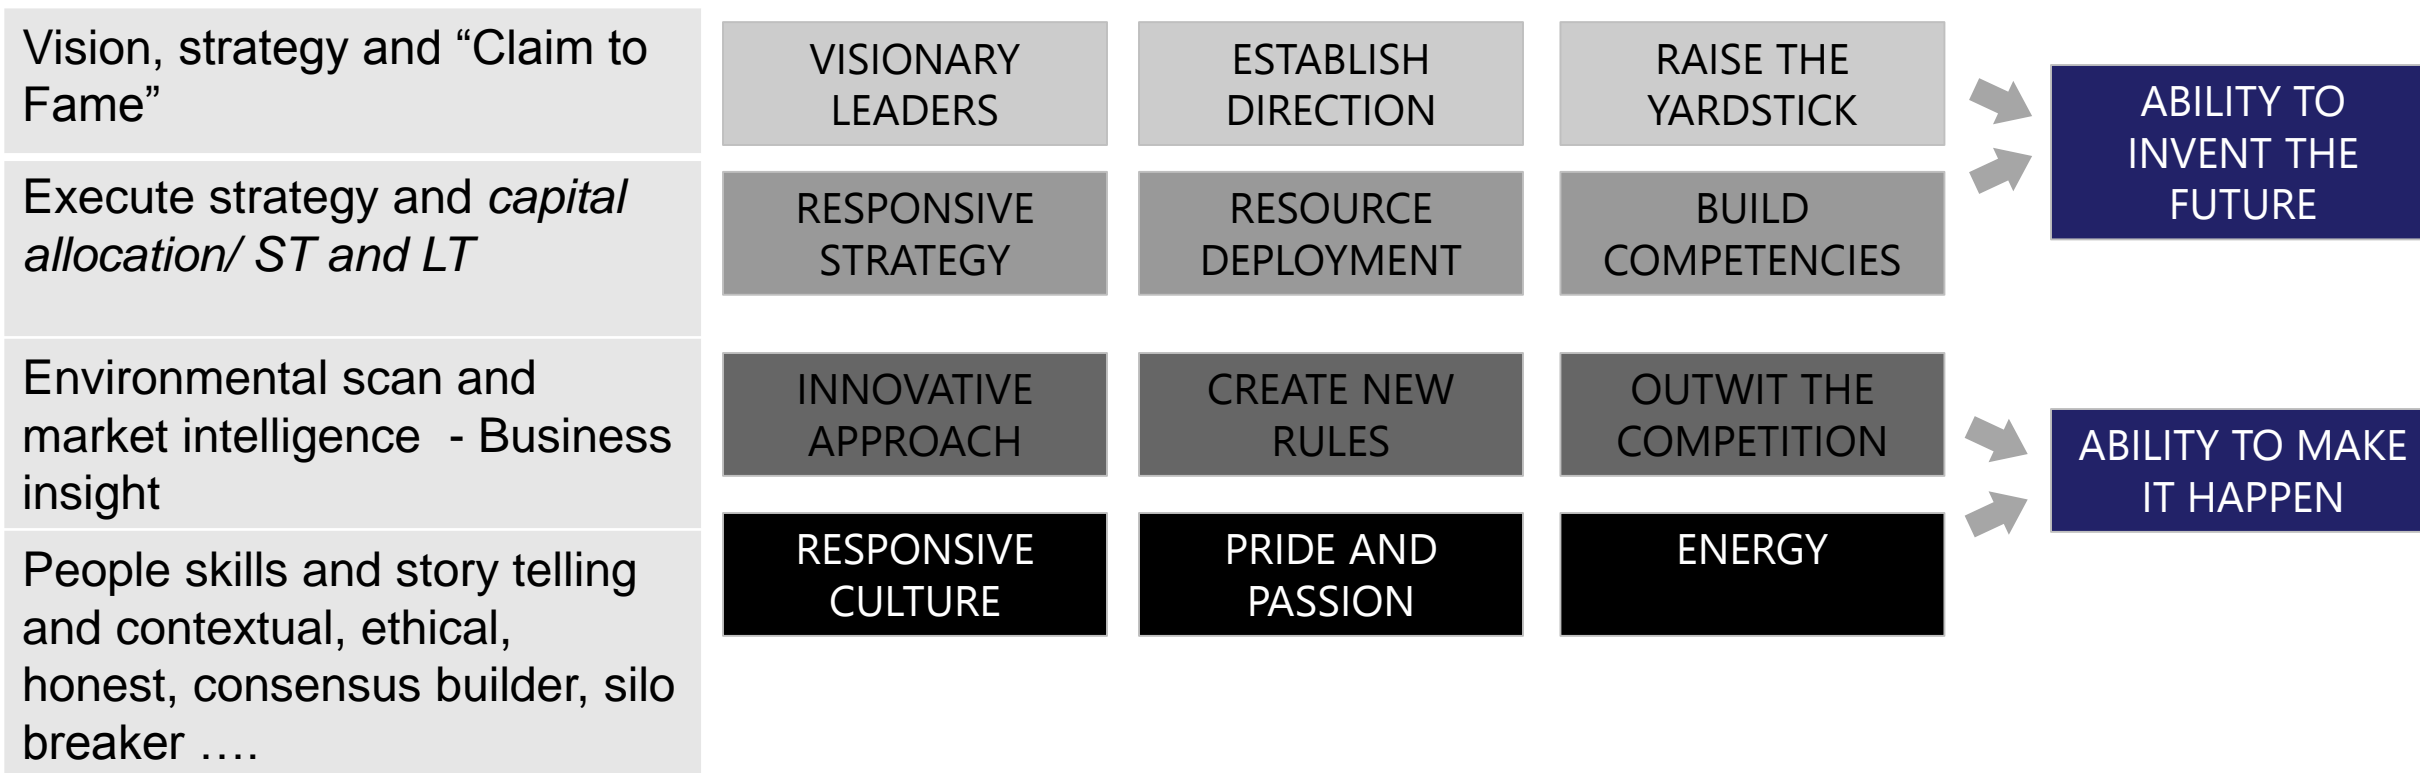 Vision, strategy and “Claim to
Fame”
VISIONARY
LEADERS
ESTABLISH
DIRECTION
RAISE THE
YARDSTICK
ABILITY TO
INVENT THE
FUTURE
Execute strategy and capital
allocation/ ST and LT
RESPONSIVE
STRATEGY
RESOURCE
DEPLOYMENT
BUILD
COMPETENCIES
Environmental scan and
market intelligence  - Business
insight
INNOVATIVE
APPROACH
CREATE NEW
RULES
OUTWIT THE
COMPETITION
ABILITY TO MAKE
IT HAPPEN
People skills and story telling
and contextual, ethical,
honest, consensus builder, silo
breaker ….
RESPONSIVE
CULTURE
PRIDE AND
PASSION
ENERGY